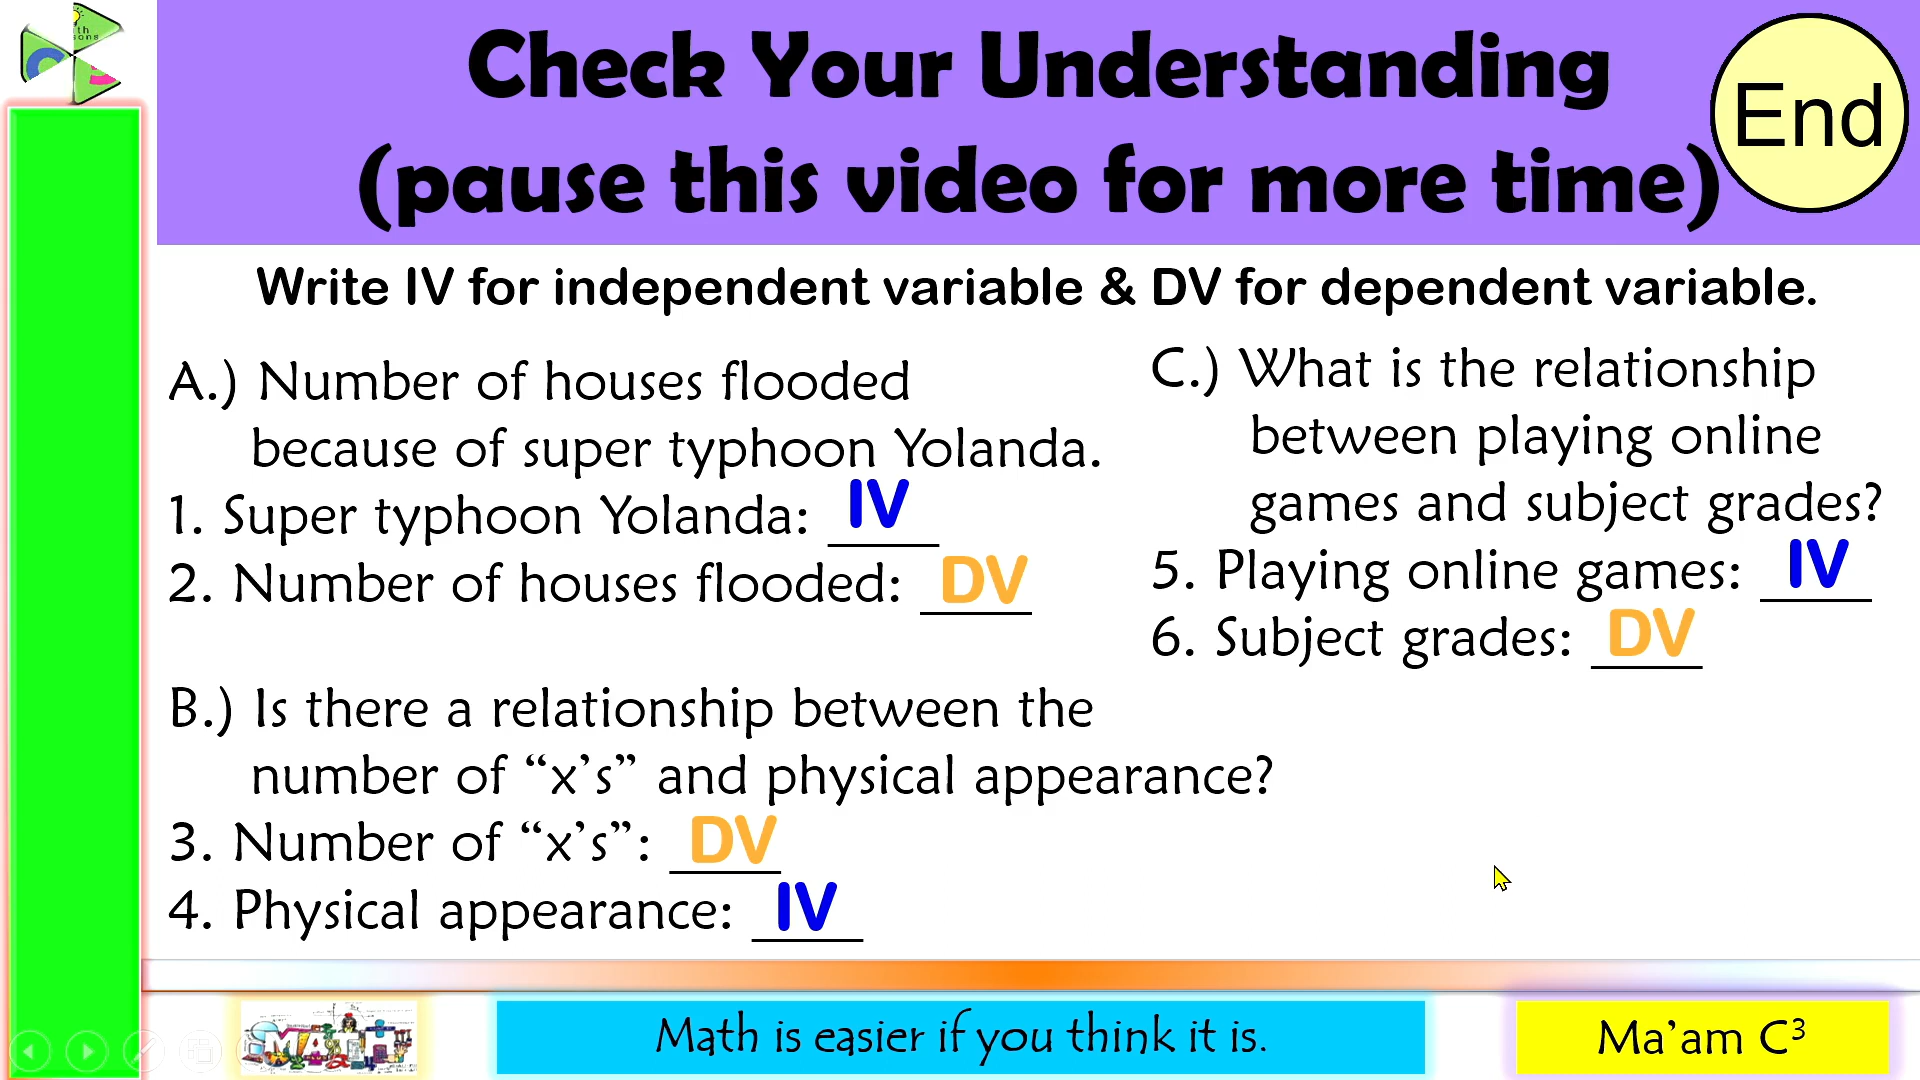 Check Your Understanding
(pause this video for more time)
End
Write IV for independent variable & DV for dependent variable.
A.) Number of houses flooded
because of super typhoon Yolanda.
1. Super typhoon Yolanda: IV
2. Number of houses flooded: DV
B.) Is there a relationship between the
number of “x’s” and physical appearance?
3. Number of “x’s”: DV
4. Physical appearance: IV
C.) What is the relationship
between playing online
games and subject grades?
5. Playing online games: IV
6. Subject grades: DV
MATH
Math is easier if you think it is.
Ma’am C³